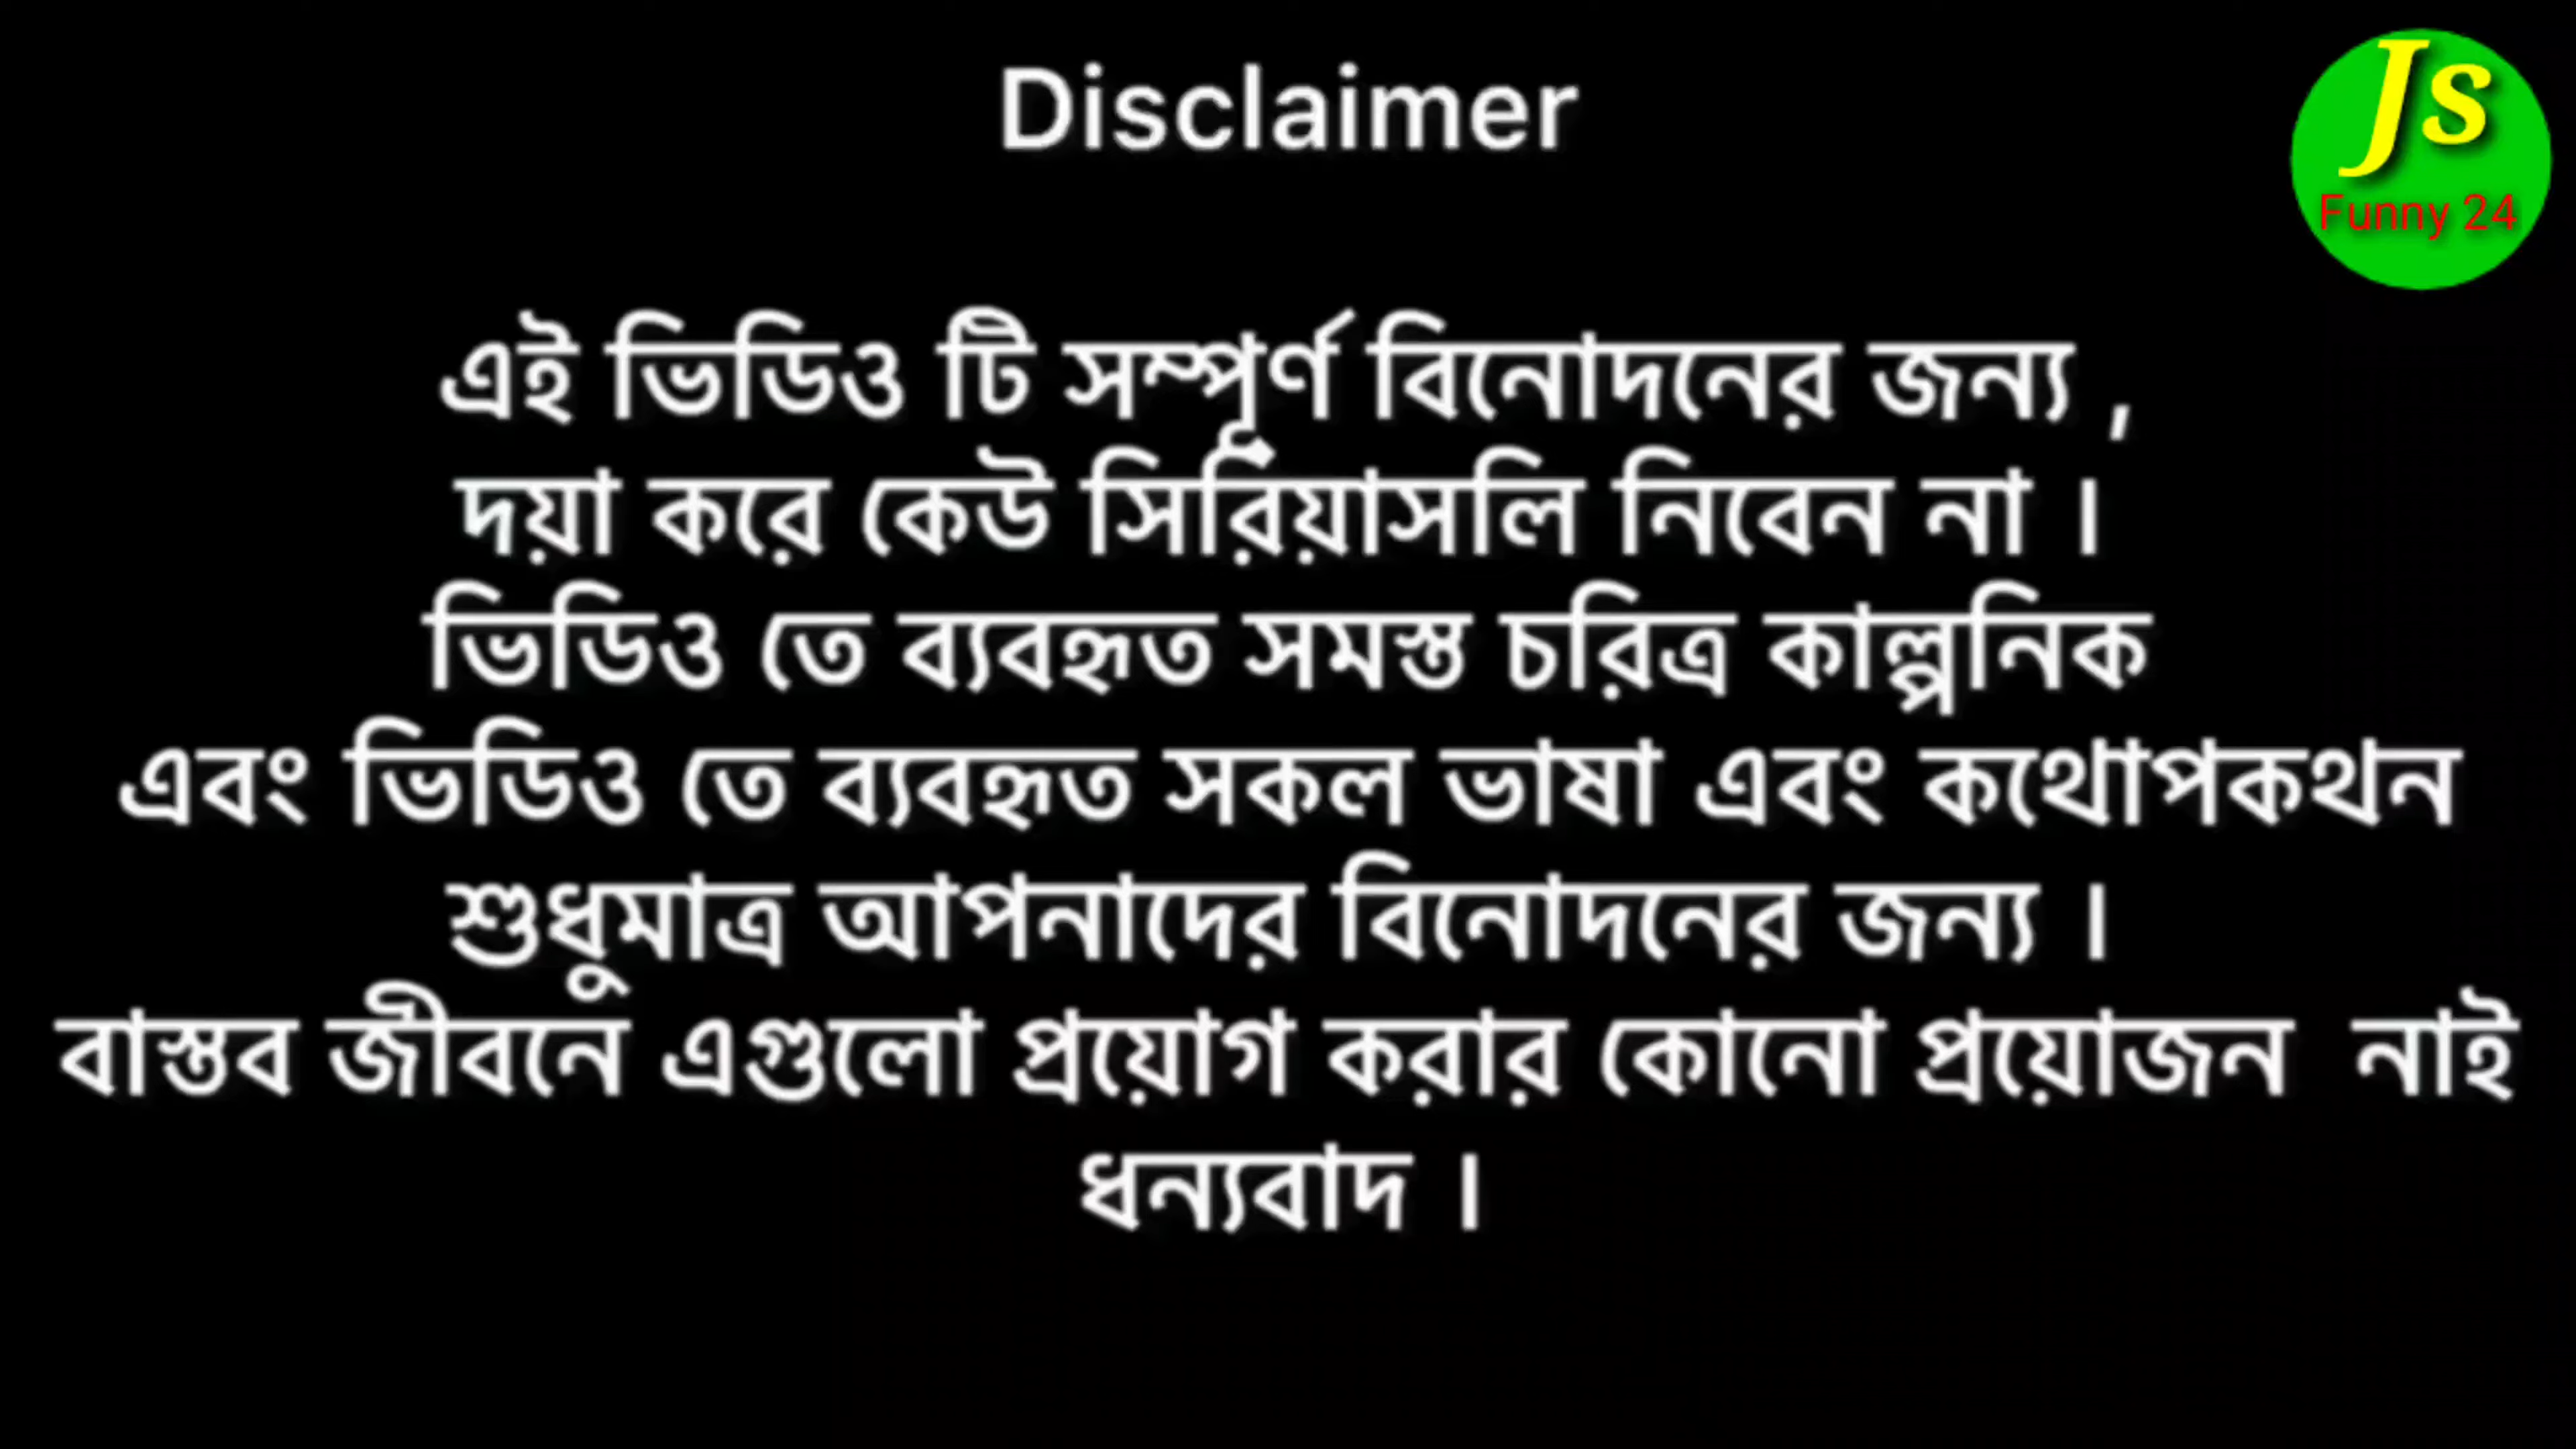 Disclaimer
Js
Funny 24
এই ভিডিও টি সম্পূর্ণ বিনোদনের জন্য ,
দয়া করে কেউ সিরিয়াসলি নিবেন না ।
ভিডিও তে ব্যবহৃত সমস্ত চরিত্র কাল্পনিক
এবং ভিডিও তে ব্যবহৃত সকল ভাষা এবং কথোপকথন
শুধুমাত্র আপনাদের বিনোদনের জন্য ।
বাস্তব জীবনে এগুলো প্রয়োগ করার কোনো প্রয়োজন  নাই
ধন্যবাদ ।